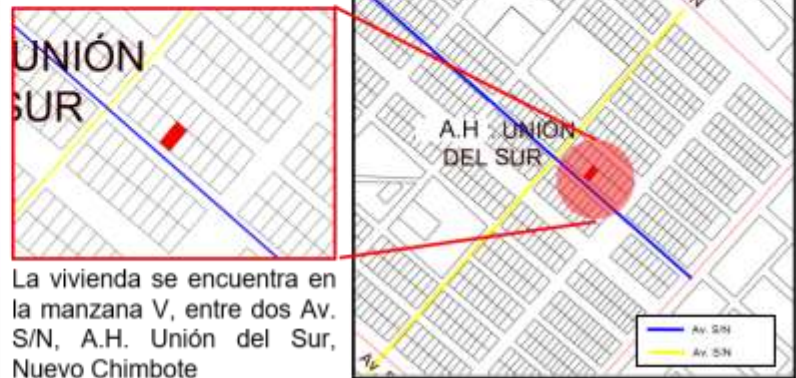 UNIÓN
SUR
La vivienda se encuentra en
la manzana V, entre dos Av.
S/N, A.H. Unión del Sur,
Nuevo Chimbote
A.H : UNIÓN
DEL SUR
Av. S/N
Av. S/N
Av.